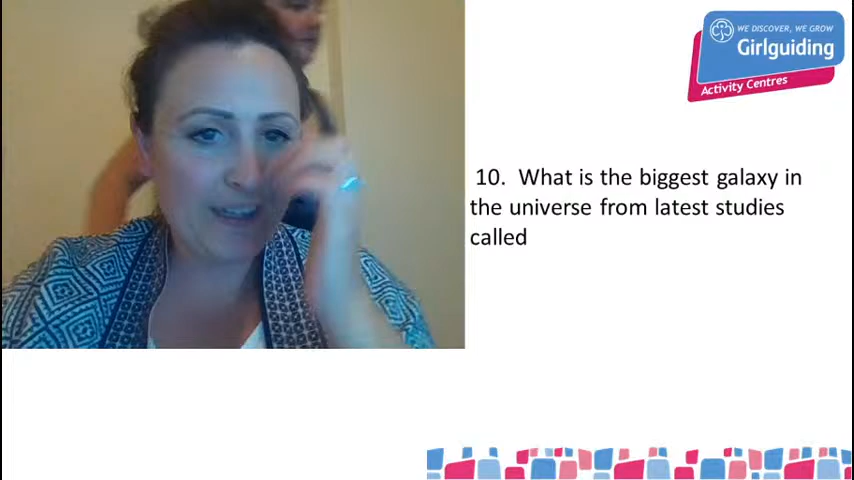 WE DISCOVER, WE GROW
Girlguiding
Activity Centres
10. What is the biggest galaxy in
the universe from latest studies
called